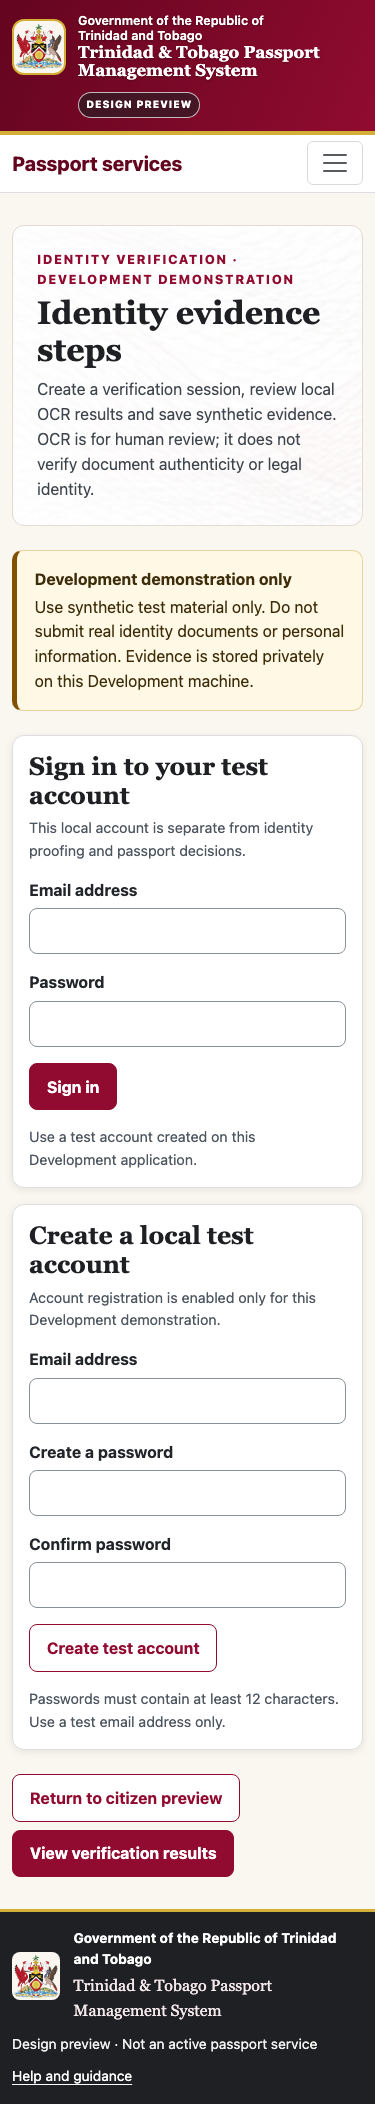 Government of the Republic of
Trinidad and Tobago
Trinidad & Tobago Passport
Management System
DESIGN PREVIEW
Passport services
IDENTITY VERIFICATION ·
DEVELOPMENT DEMONSTRATION
Identity evidence
steps
Create a verification session, review local
OCR results and save synthetic evidence.
OCR is for human review; it does not
verify document authenticity or legal
identity.
Development demonstration only
Use synthetic test material only. Do not
submit real identity documents or personal
information. Evidence is stored privately
on this Development machine.
Sign in to your test
account
This local account is separate from identity
proofing and passport decisions.
Email address
Password
Sign in
Use a test account created on this
Development application.
Create a local test
account
Account registration is enabled only for this
Development demonstration.
Email address
Create a password
Confirm password
Create test account
Passwords must contain at least 12 characters.
Use a test email address only.
Return to citizen preview
View verification results
Government of the Republic of Trinidad
and Tobago
Trinidad & Tobago Passport
Management System
Design preview · Not an active passport service
Help and guidance